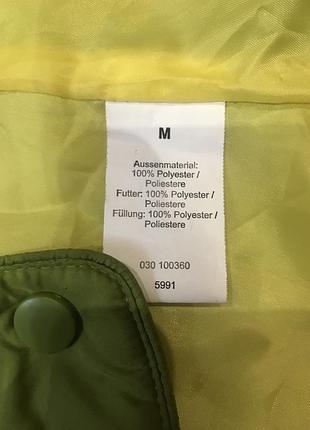 M
Aussenmaterial:
100% Polyester /
Poliestere
Futter: 100% Polyester /
Poliestere
Füllung: 100% Polyester /
Poliestere
030 100360
5991